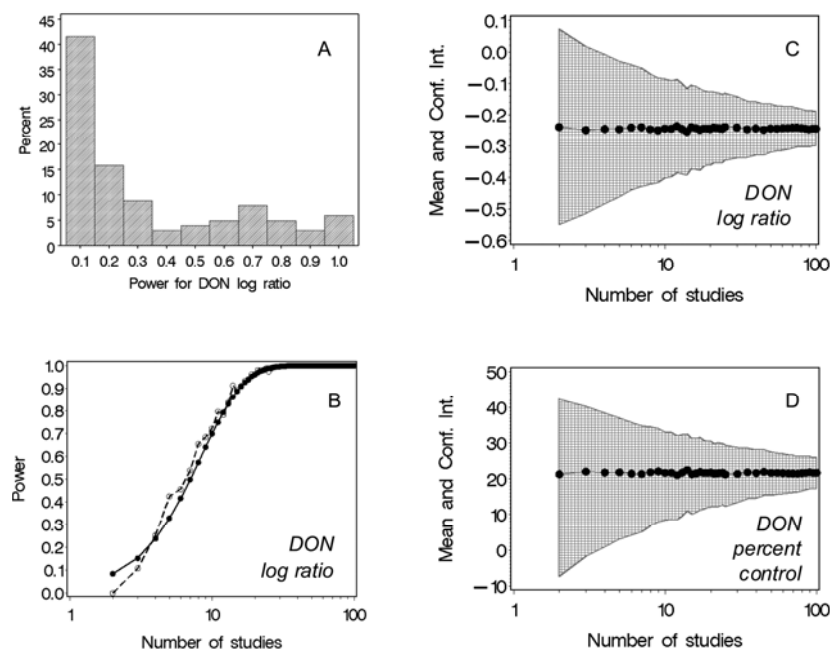 A
Percent
45
40
35
30
25
20
15
10
5
0
0.1 0.2 0.3 0.4 0.5 0.6 0.7 0.8 0.9 1.0
Power for DON log ratio
C
Mean and Conf. Int.
0.1
0.0
−0.1
−0.2
−0.3
−0.4
−0.5
−0.6
DON
log ratio
1 10 100
Number of studies
B
Power
1.0
0.9
0.8
0.7
0.6
0.5
0.4
0.3
0.2
0.1
0.0
DON
log ratio
1 10 100
Number of studies
D
Mean and Conf. Int.
50
40
30
20
10
0
−10
DON
percent
control
1 10 100
Number of studies